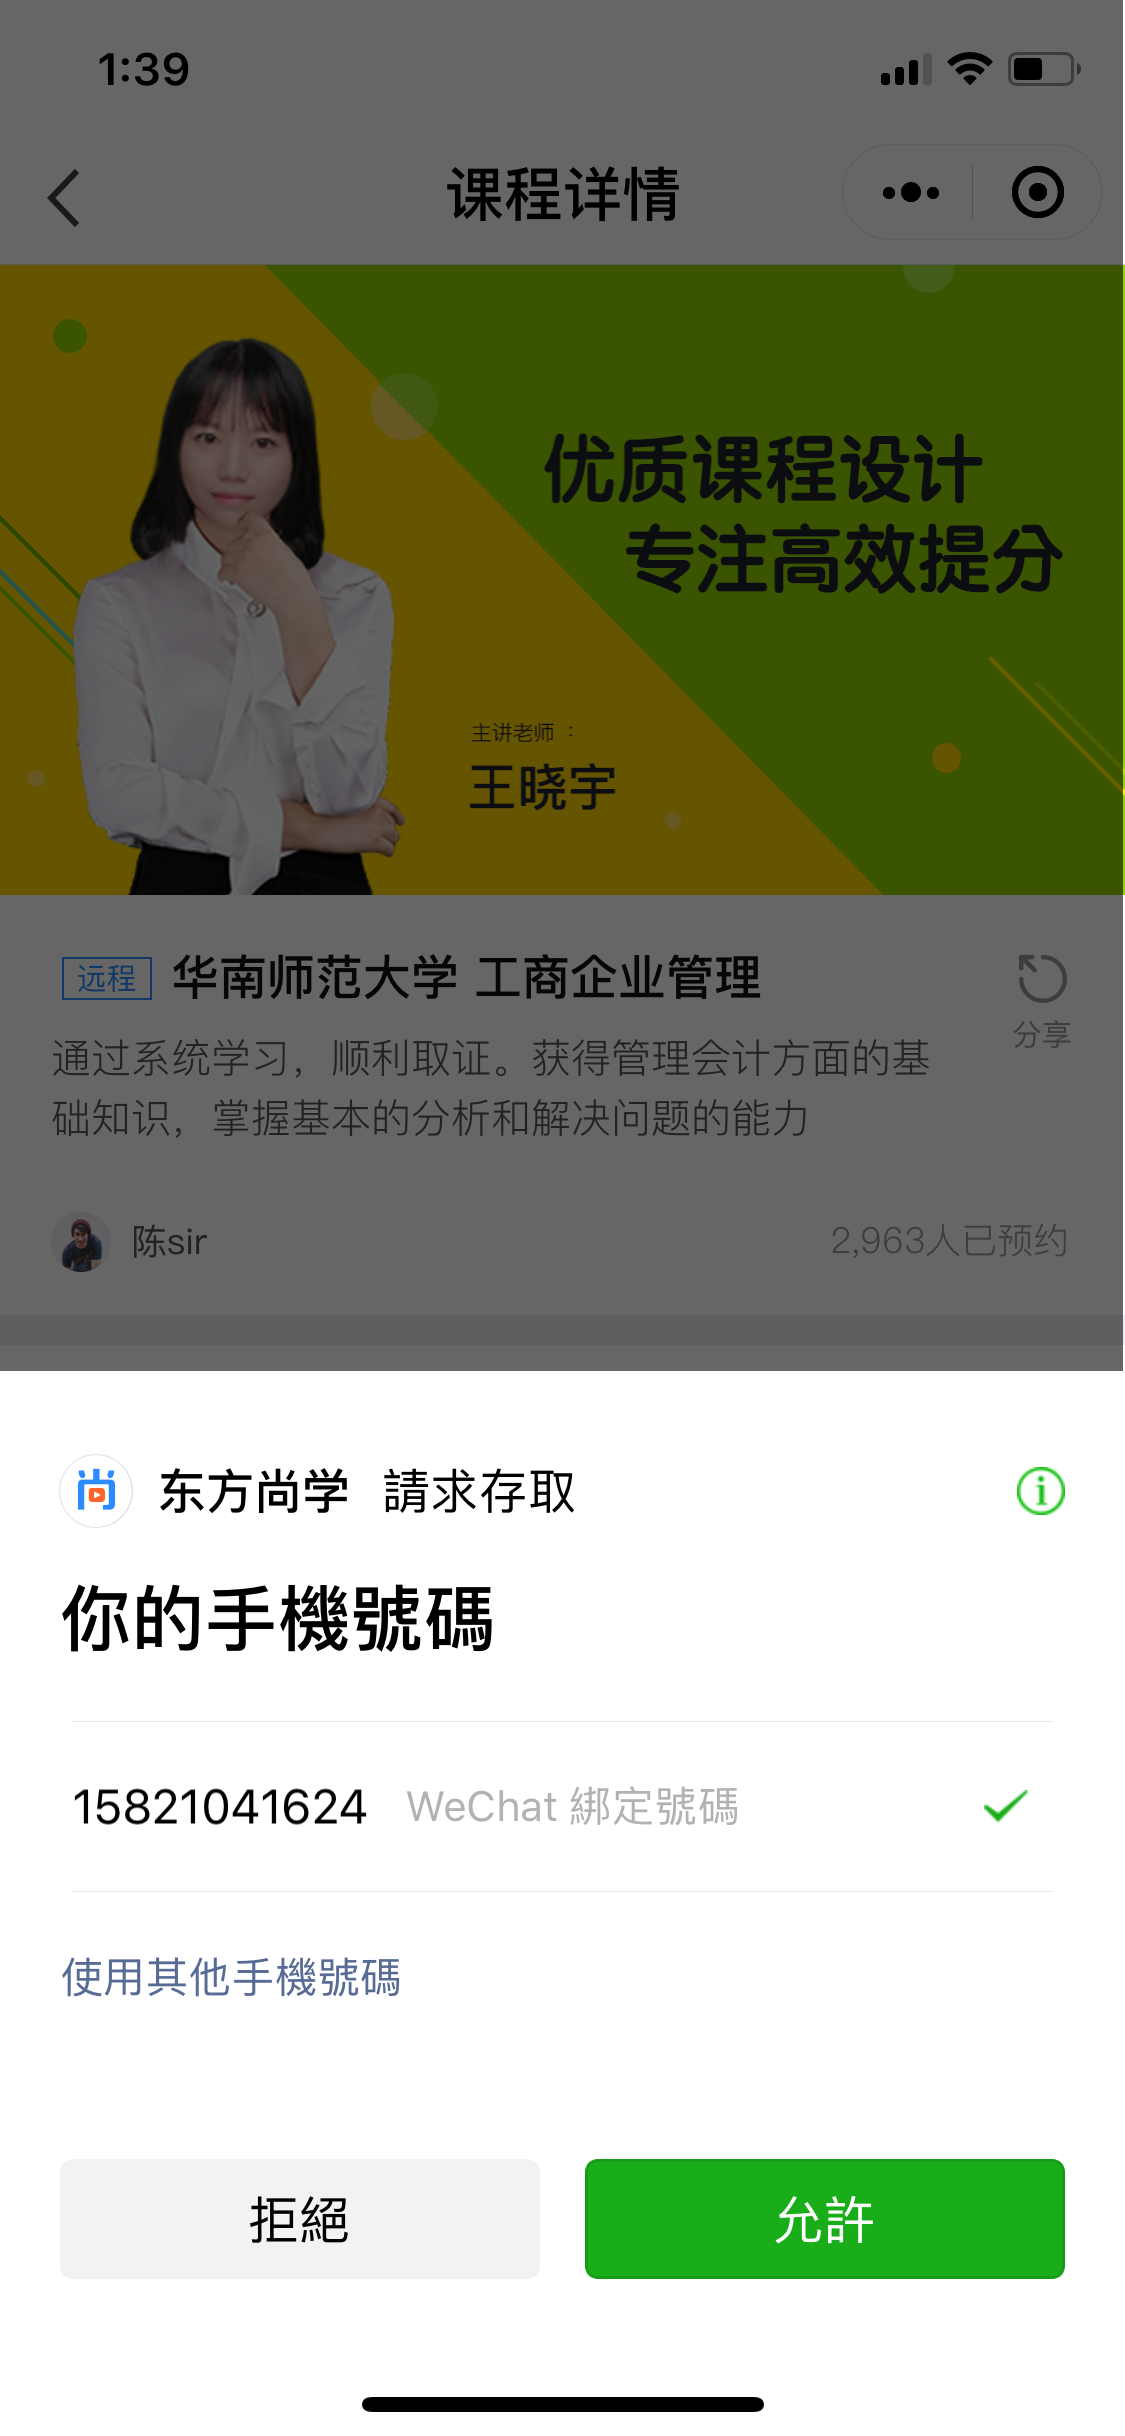 1:39
课程详情
优质课程设计
专注高效提分
主讲老师：
王晓宇
远程 华南师范大学 工商企业管理
分享
通过系统学习，顺利取证。获得管理会计方面的基
础知识，掌握基本的分析和解决问题的能力
陈sir 2,963人已预约
尚 东方尚学 請求存取
你的手機號碼
15821041624 WeChat 綁定號碼
使用其他手機號碼
拒絕 允許